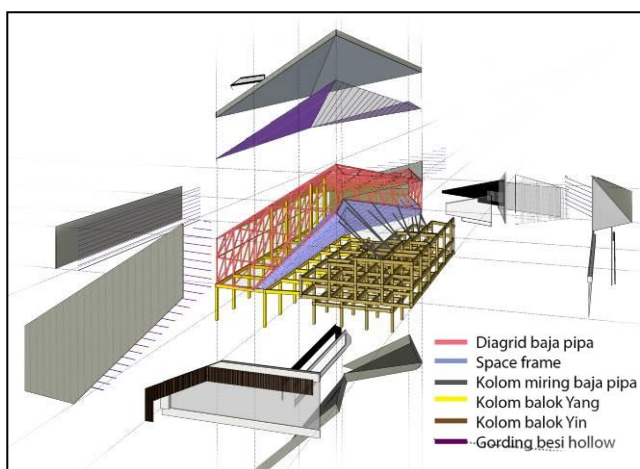 Diagrid baja pipa
Space frame
Kolom miring baja pipa
Kolom balok Yang
Kolom balok Yin
Gording besi hollow